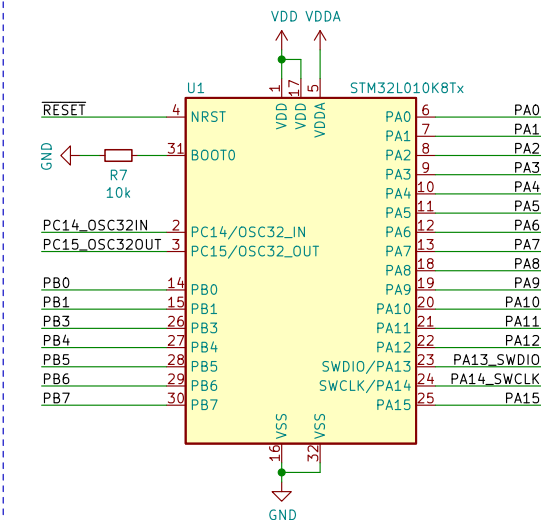 VDD VDDA
U1 STM32L010K8Tx
1 17 5
VDD VDD VDDA
RESET 4 NRST PA0 6 PA0
PA1 7 PA1
GND R7 10k 31 BOOT0 PA2 8 PA2
PA3 9 PA3
PA4 10 PA4
PA5 11 PA5
PC14_OSC32IN 2 PC14/OSC32_IN PA6 12 PA6
PC15_OSC32OUT 3 PC15/OSC32_OUT PA7 13 PA7
PA8 18 PA8
PB0 14 PB0 PA9 19 PA9
PB1 15 PB1 PA10 20 PA10
PB3 26 PB3 PA11 21 PA11
PB4 27 PB4 PA12 22 PA12
PB5 28 PB5 SWDIO/PA13 23 PA13_SWDIO
PB6 29 PB6 SWCLK/PA14 24 PA14_SWCLK
PB7 30 PB7 PA15 25 PA15
VSS VSS
16 32
GND